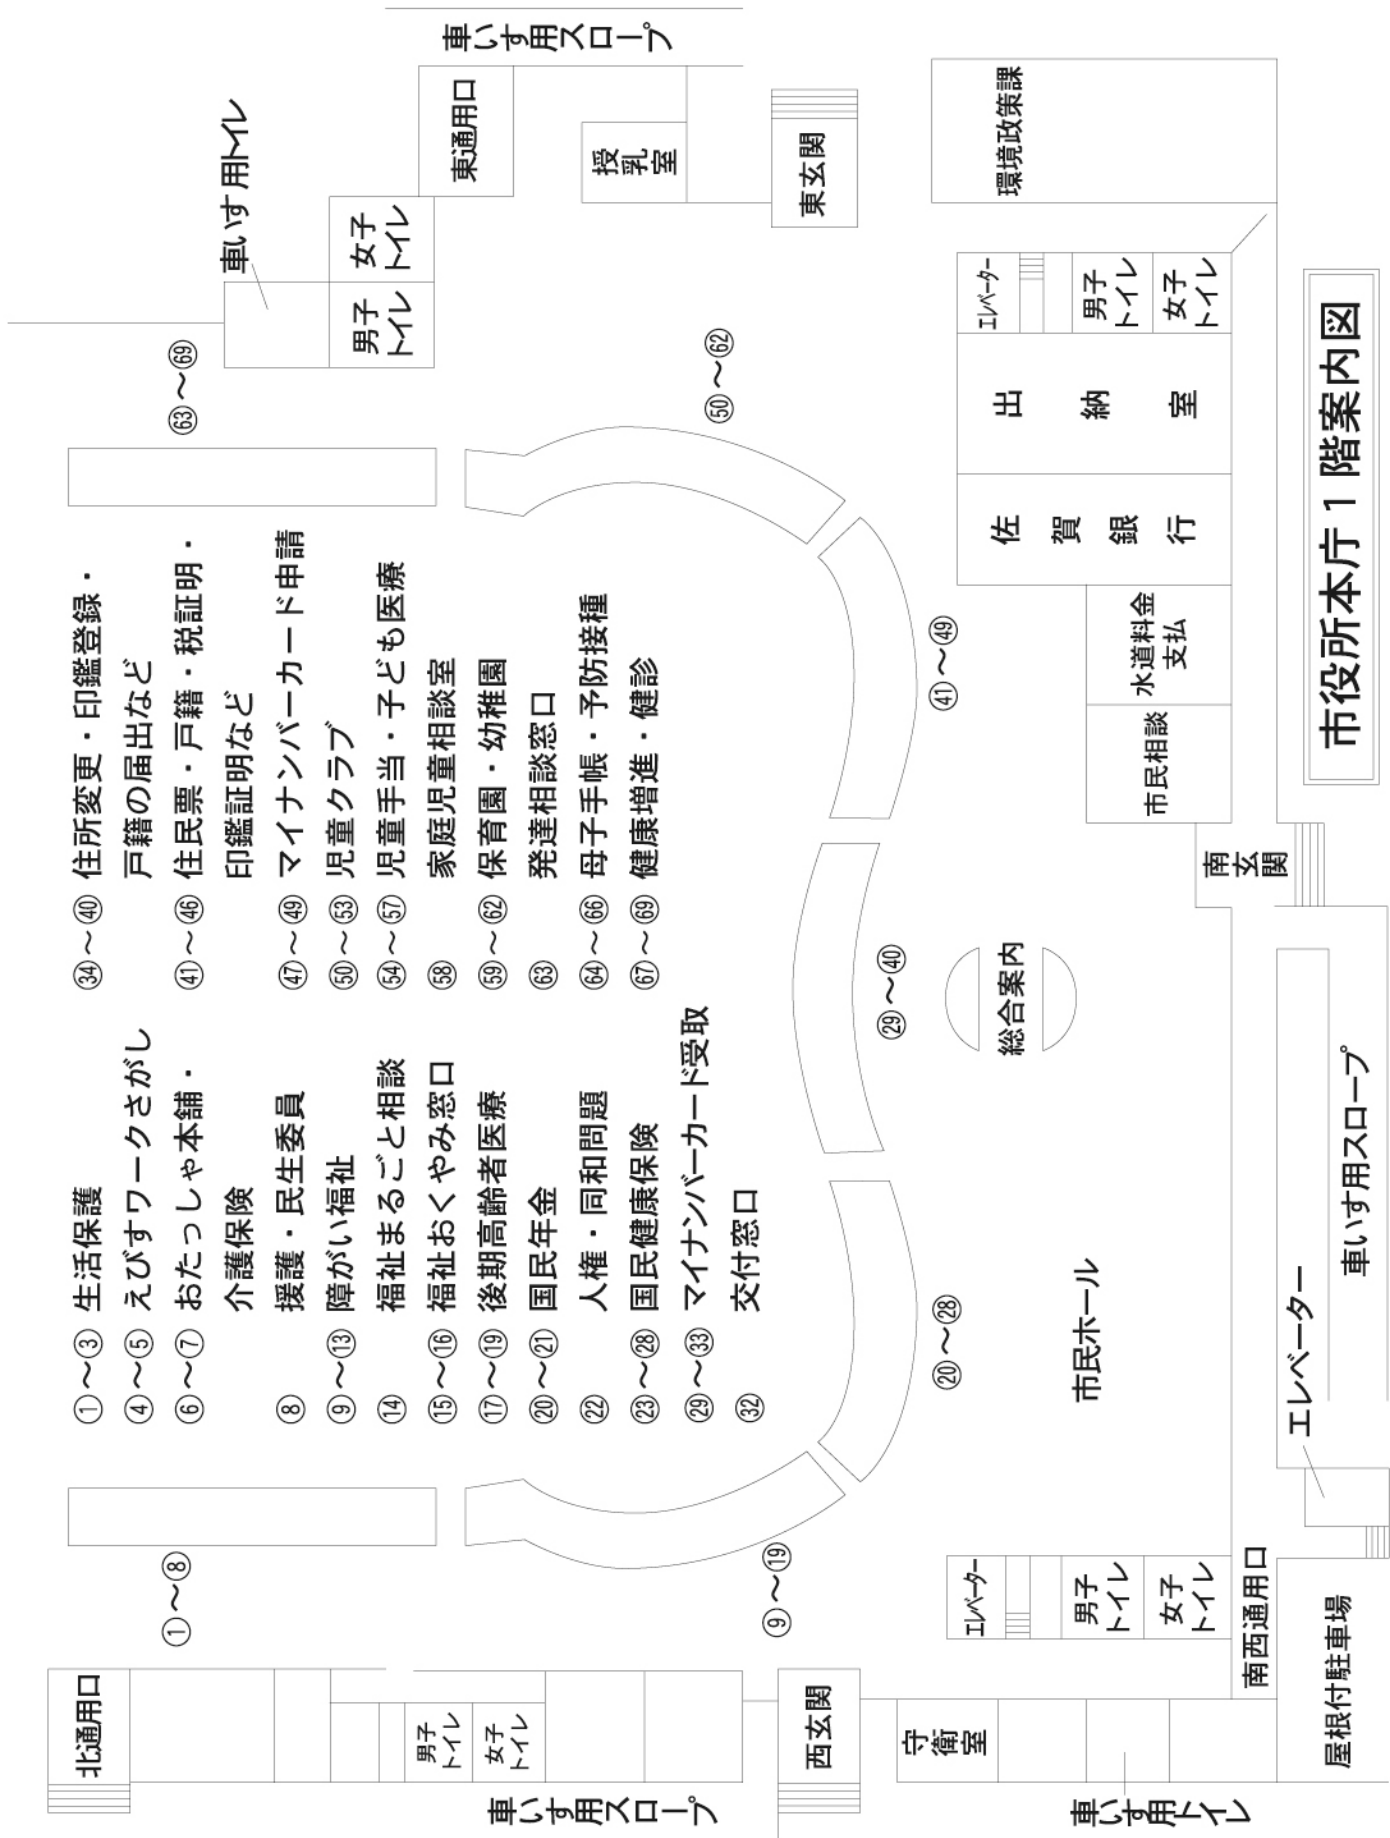 市役所本庁1階案内図
①～③ 生活保護
④～⑤ えびすワークさがし
⑥～⑦ おたっしゃ本舗・
介護保険
⑧ 援護・民生委員
⑨～⑬ 障がい福祉
⑭ 福祉まるごと相談
⑮～⑯ 福祉おくやみ窓口
⑰～⑲ 後期高齢者医療
⑳～㉑ 国民年金
㉒ 人権・同和問題
㉓～㉘ 国民健康保険
㉙～㉝ マイナンバーカード受取
㉜ 交付窓口
㉞～㊵ 住所変更・印鑑登録・
戸籍の届出など
㊶～㊻ 住民票・戸籍・税証明・
印鑑証明など
㊼～㊾ マイナンバーカード申請
㊿～53 児童クラブ
54～57 児童手当・子ども医療
58 家庭児童相談室
59～62 保育園・幼稚園
63 発達相談窓口
64～66 母子手帳・予防接種
67～69 健康増進・健診
北通用口
①～⑧
63～69
車いす用トイレ
男子
トイレ
女子
トイレ
東通用口
車いす用スロープ
男子
トイレ
女子
トイレ
車いす用スロープ
授乳室
㊿～62
東玄関
西玄関
⑨～⑲
⑳～㉘
㉙～㊵
㊶～㊾
守衛室
エレベーター
男子
トイレ
女子
トイレ
市民ホール
総合案内
佐賀銀行
出納室
エレベーター
男子
トイレ
女子
トイレ
環境政策課
車いす用トイレ
市民相談
水道料金
支払
南西通用口
南玄関
エレベーター
車いす用スロープ
屋根付駐車場